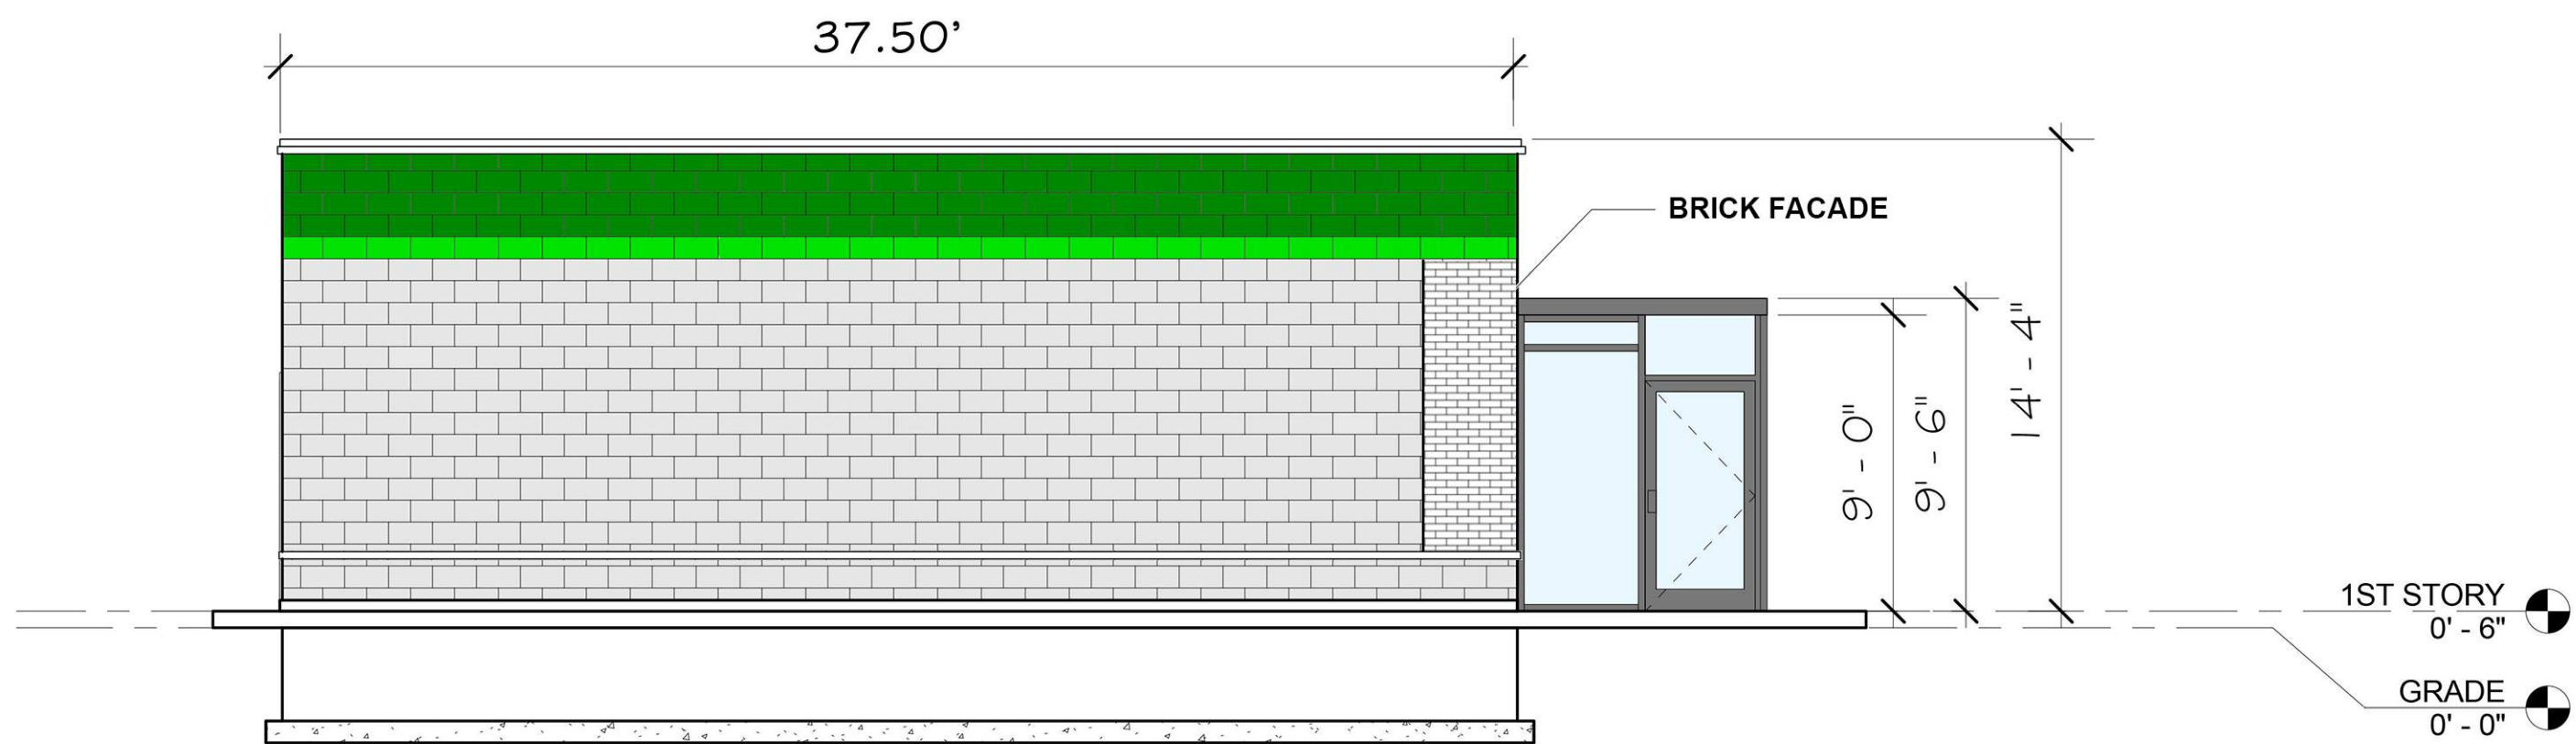 37.50'
BRICK FACADE
9' - 0"
9' - 6"
14' - 4"
1ST STORY
0' - 6"
GRADE
0' - 0"